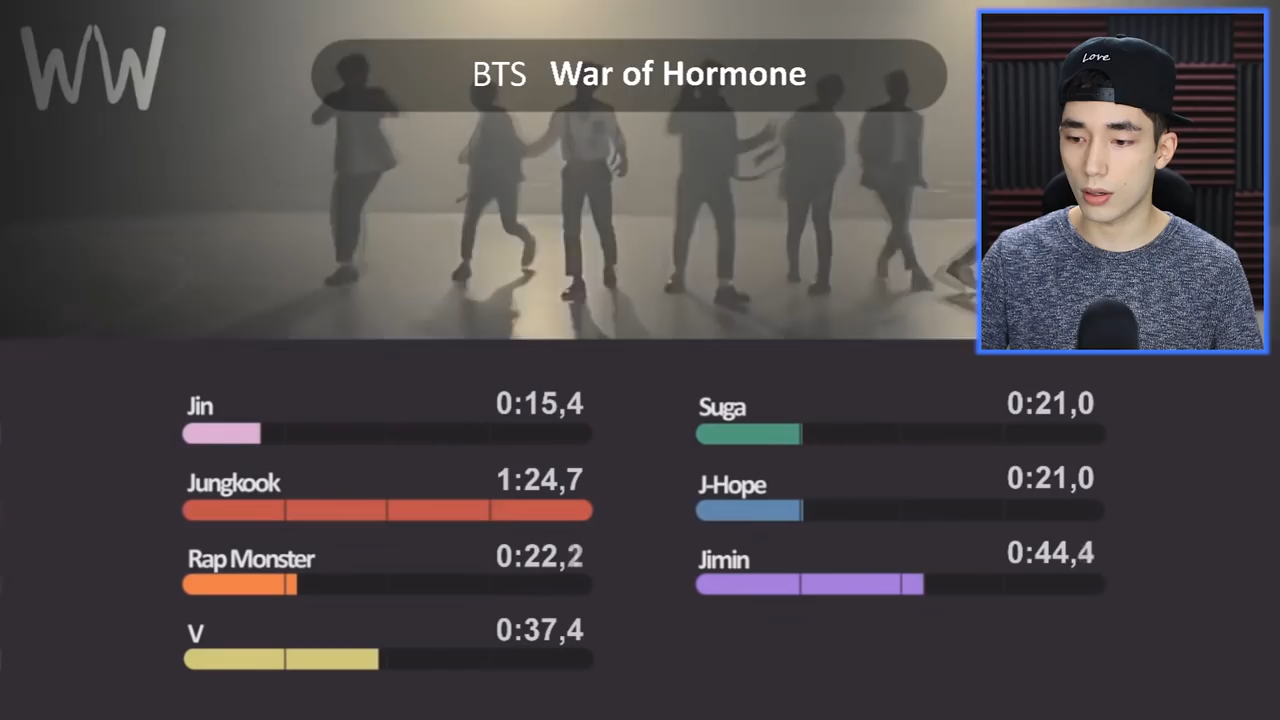 WW
BTS War of Hormone
Love
Jin 0:15,4
Suga 0:21,0
Jungkook 1:24,7
J-Hope 0:21,0
Rap Monster 0:22,2
Jimin 0:44,4
V 0:37,4